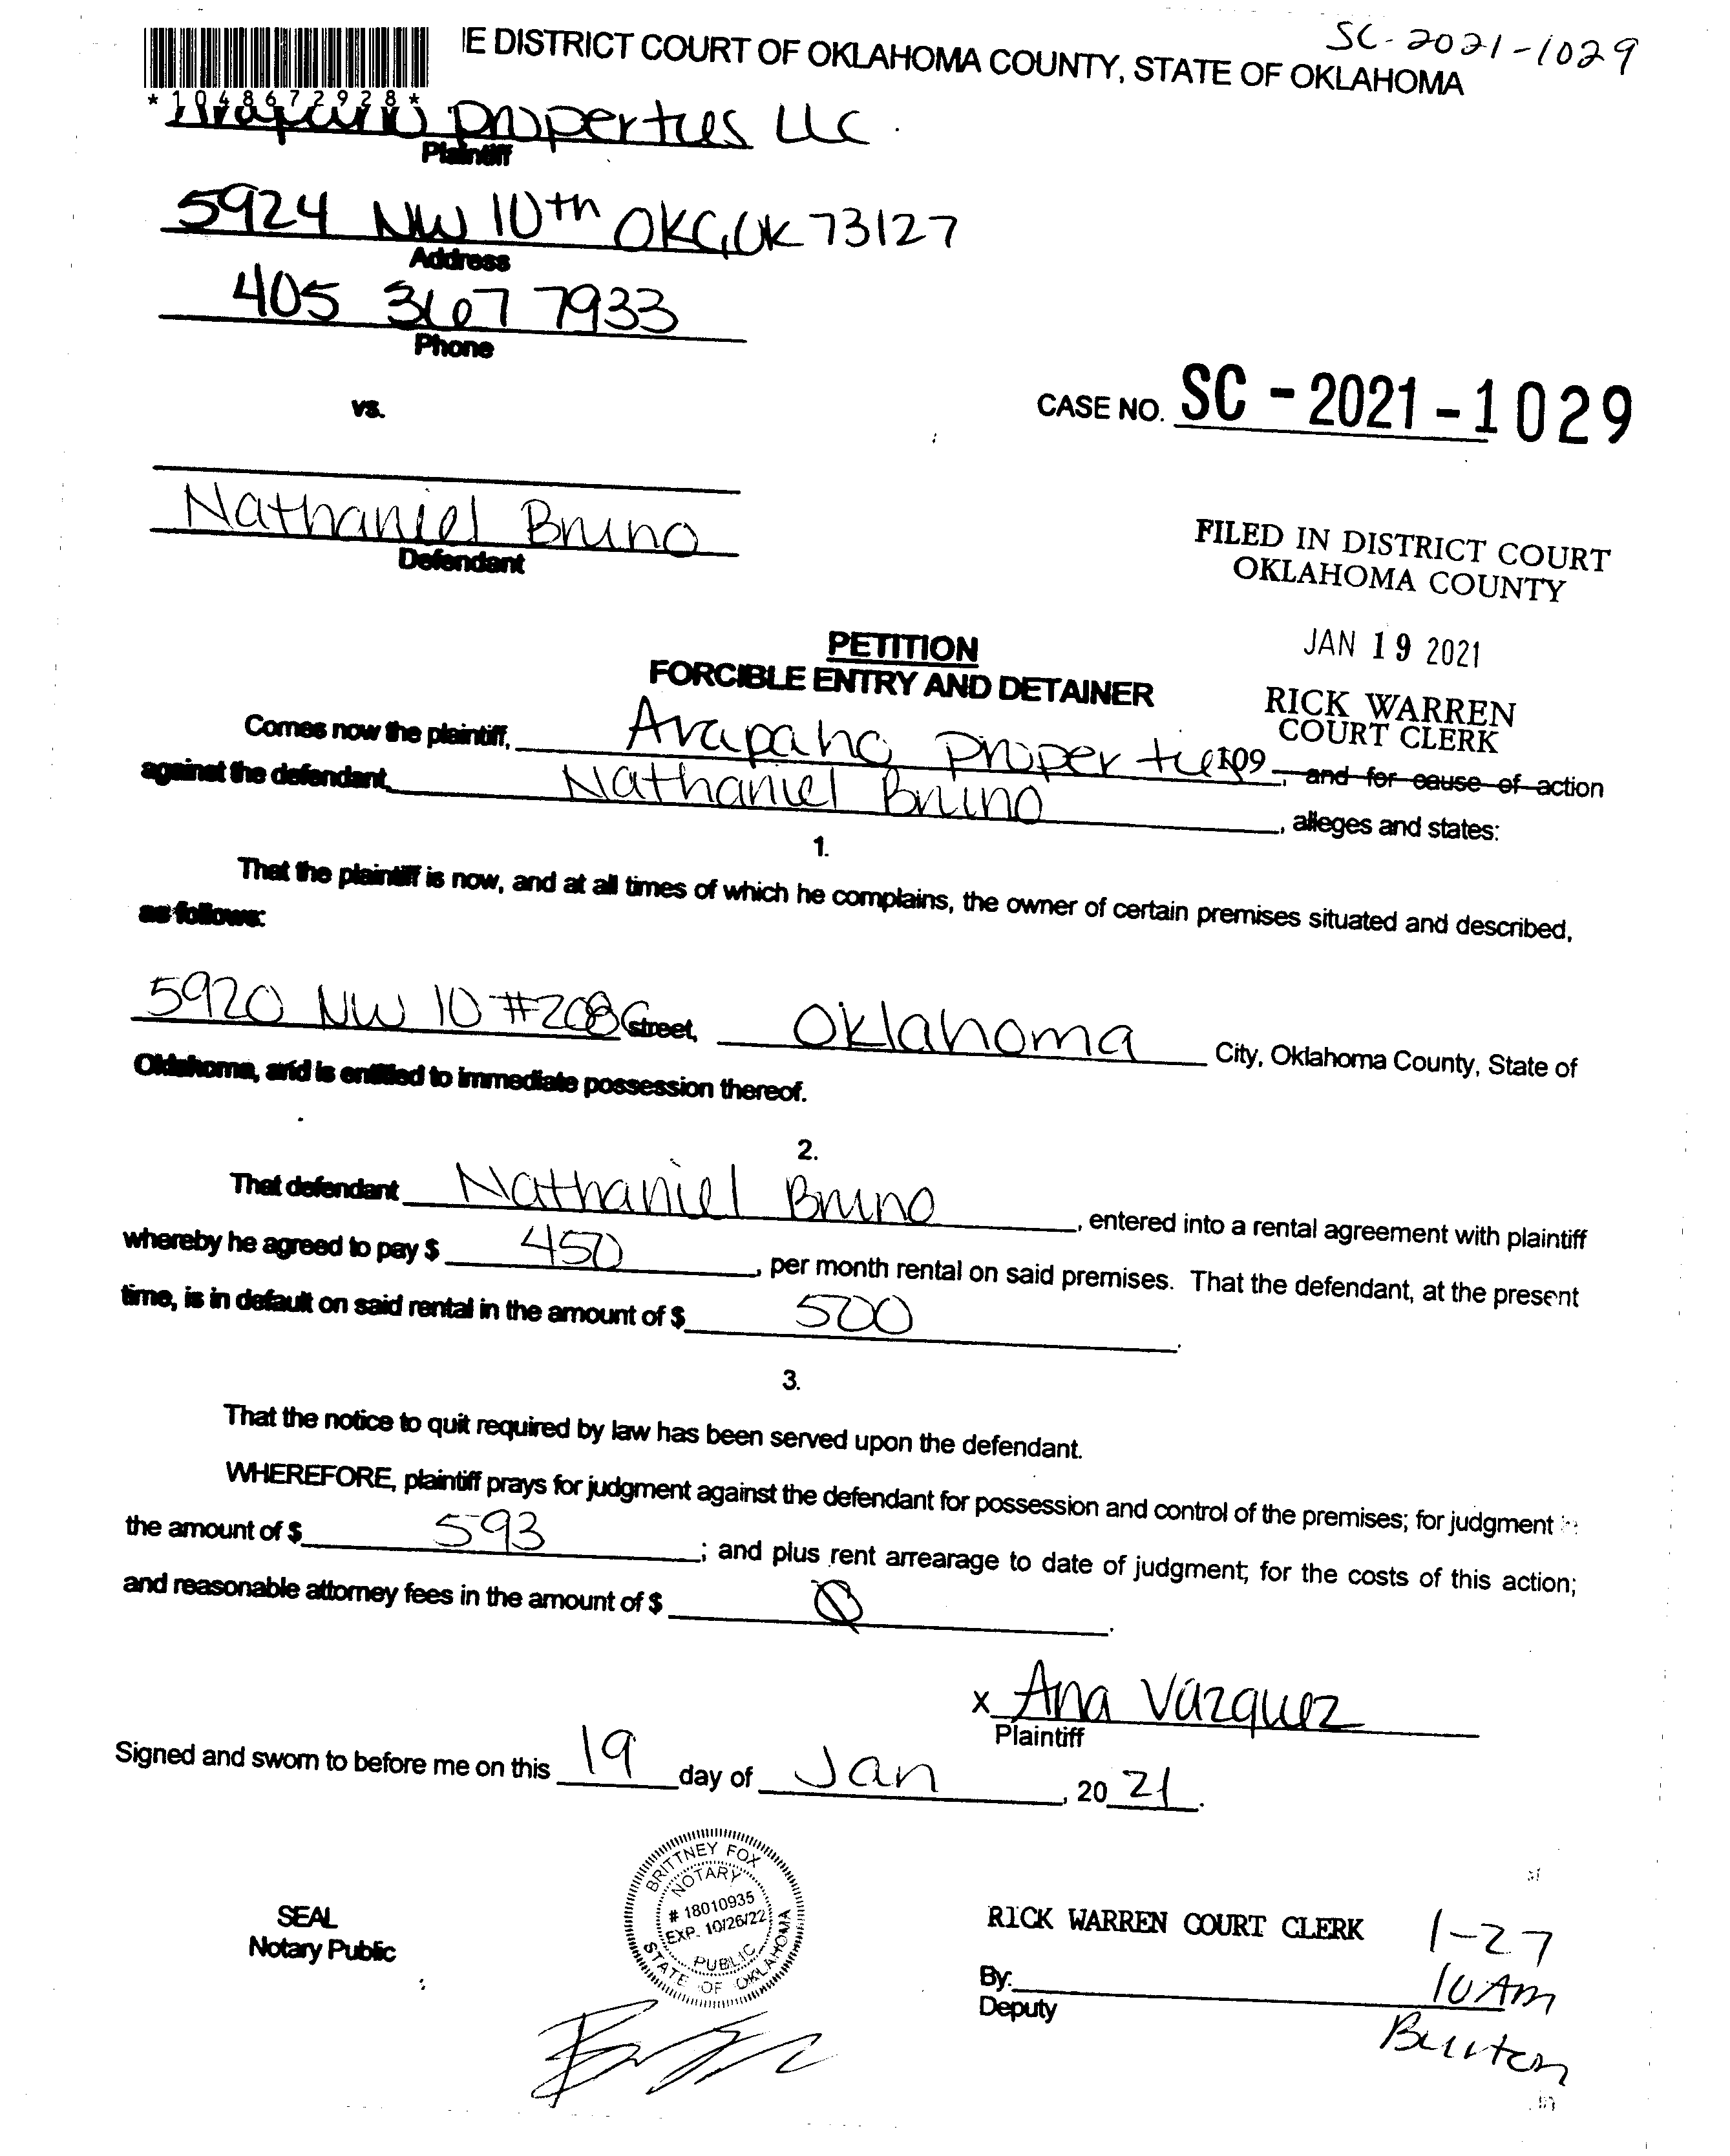 SC-2021-1029
E DISTRICT COURT OF OKLAHOMA COUNTY, STATE OF OKLAHOMA
*1048672928*
Arapaho Properties LLC
Plaintiff
5924 NW 10th OKC, OK 73127
Address
405 367 7933
Phone
vs.
CASE NO. SC - 2021 - 1029
Nathaniel Bruno
Defendant
FILED IN DISTRICT COURT
OKLAHOMA COUNTY
JAN 19 2021
RICK WARREN
COURT CLERK
109
PETITION
FORCIBLE ENTRY AND DETAINER
Comes now the plaintiff, Arapaho Properties, and for cause of action
against the defendant, Nathaniel Bruno, alleges and states:
1.
That the plaintiff is now, and at all times of which he complains, the owner of certain premises situated and described,
as follows:
5920 NW 10 #208 street, Oklahoma City, Oklahoma County, State of
Oklahoma, and is entitled to immediate possession thereof.
2.
That defendant Nathaniel Bruno, entered into a rental agreement with plaintiff
whereby he agreed to pay $ 450, per month rental on said premises. That the defendant, at the present
time, is in default on said rental in the amount of $ 500.
3.
That the notice to quit required by law has been served upon the defendant.
WHEREFORE, plaintiff prays for judgment against the defendant for possession and control of the premises; for judgment in
the amount of $ 593; and plus rent arrearage to date of judgment; for the costs of this action;
and reasonable attorney fees in the amount of $ 0.
x Ana Vazquez
Plaintiff
Signed and sworn to before me on this 19 day of Jan, 2021.
BRITTNEY FOX
NOTARY
# 18010935
EXP. 10/26/22
PUBLIC
STATE OF OKLAHOMA
SEAL
Notary Public
RICK WARREN COURT CLERK
By:
Deputy
1-27
10 AM